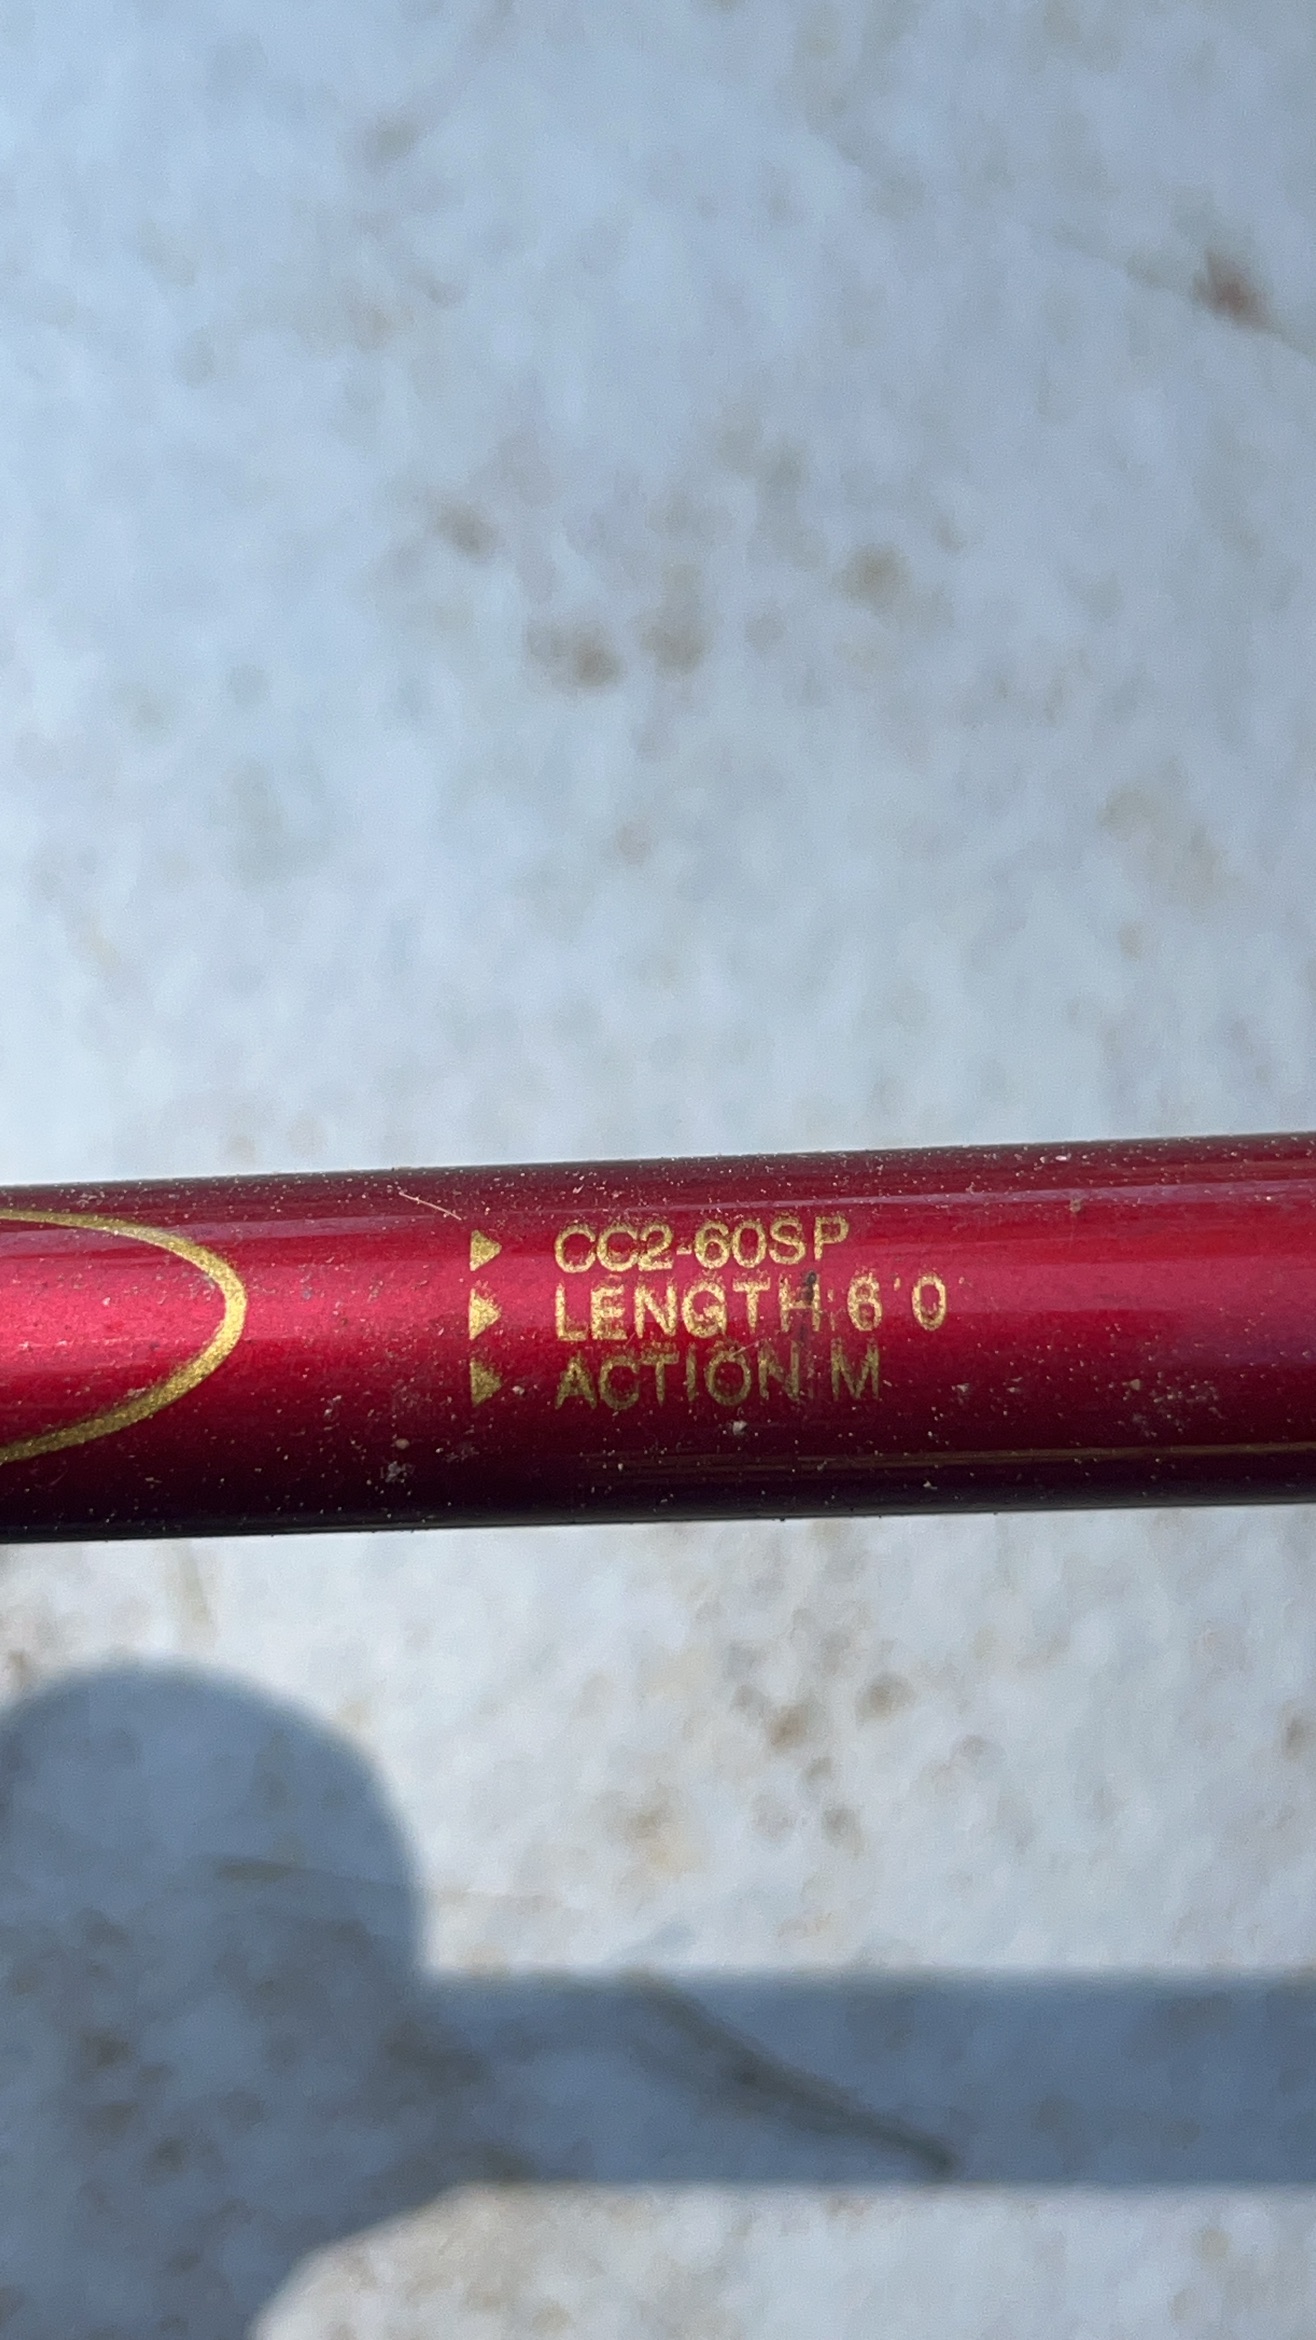 ▶ CC2-60SP
▶ LENGTH:6'0"
▶ ACTION:M